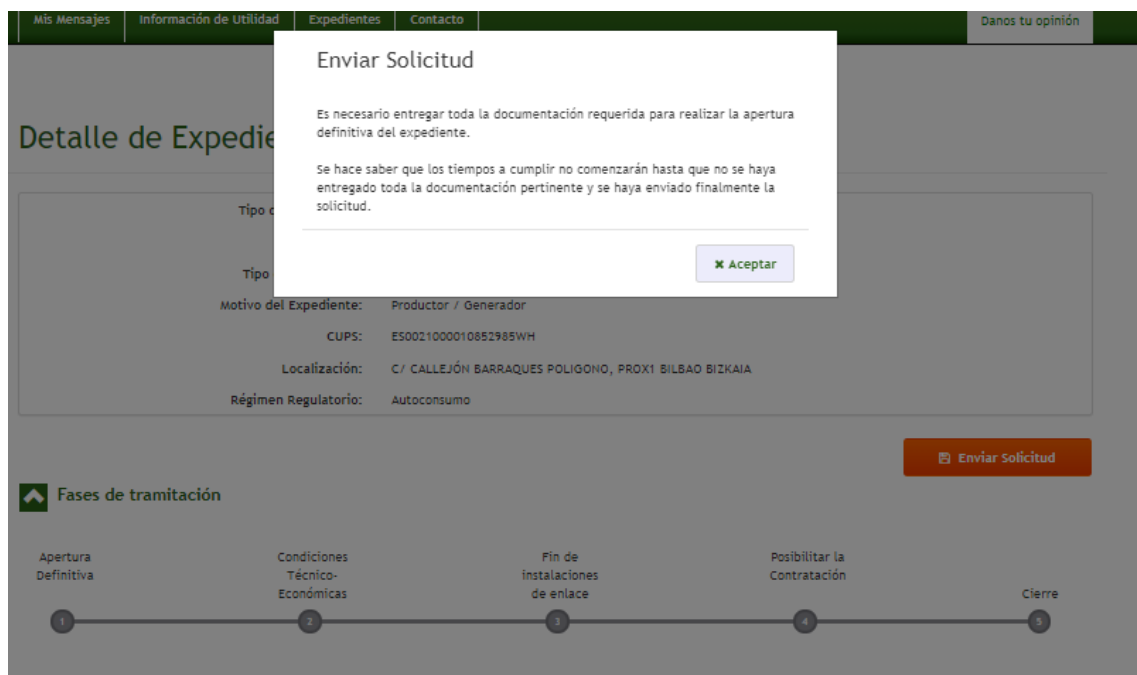 Mis Mensajes
Información de Utilidad
Expedientes
Contacto
Danos tu opinión
Enviar Solicitud
Es necesario entregar toda la documentación requerida para realizar la apertura
definitiva del expediente.
Se hace saber que los tiempos a cumplir no comenzarán hasta que no se haya
entregado toda la documentación pertinente y se haya enviado finalmente la
solicitud.
Aceptar
Detalle de Expedie
Tipo
Tipo
Motivo del Expediente: Productor / Generador
CUPS: ES0021000010852985WH
Localización: C/ CALLEJÓN BARRAQUES POLIGONO, PROX1 BILBAO BIZKAIA
Régimen Regulatorio: Autoconsumo
Enviar Solicitud
Fases de tramitación
Apertura
Definitiva
Condiciones
Técnico-
Económicas
Fin de
instalaciones
de enlace
Posibilitar la
Contratación
Cierre
1
2
3
4
5